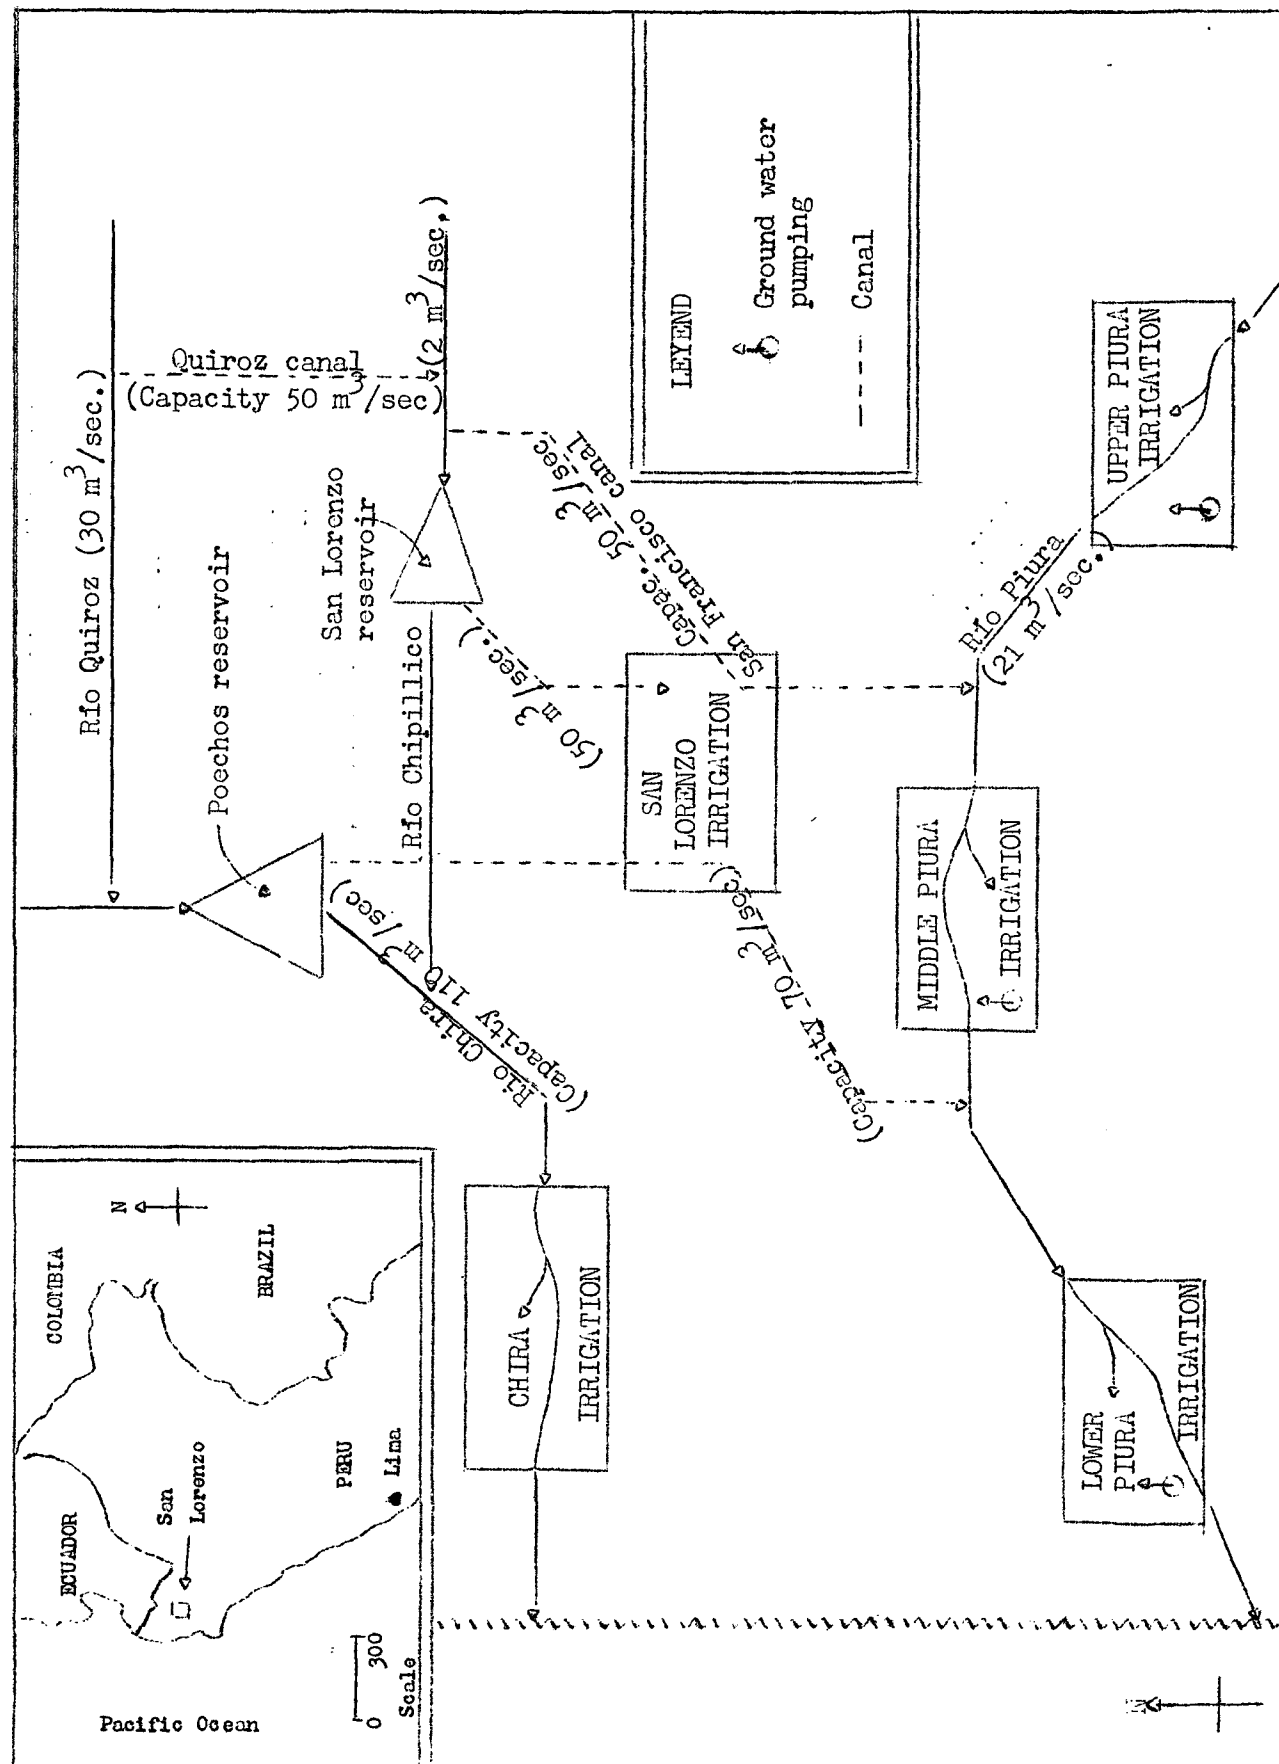 COLOMBIA
ECUADOR
BRAZIL
N
San
Lorenzo
PERU
Lima
Pacific Ocean
0 300
Scale
Río Quiroz (30 m³/sec.)
Poechos reservoir
Quiroz canal
(Capacity 50 m³/sec)
San Lorenzo
reservoir
(2 m³/sec.)
Río Chipillico
Río Chira
(Capacity 110 m³/sec)
(50 m³/sec.)
Capac. 50 m³/sec
San Francisco canal
LEYEND
Ground water
pumping
Canal
CHIRA
IRRIGATION
SAN
LORENZO
IRRIGATION
(Capacity 70 m³/sec)
MIDDLE PIURA
IRRIGATION
Río Piura
(21 m³/sec.)
UPPER PIURA
IRRIGATION
LOWER
PIURA
IRRIGATION